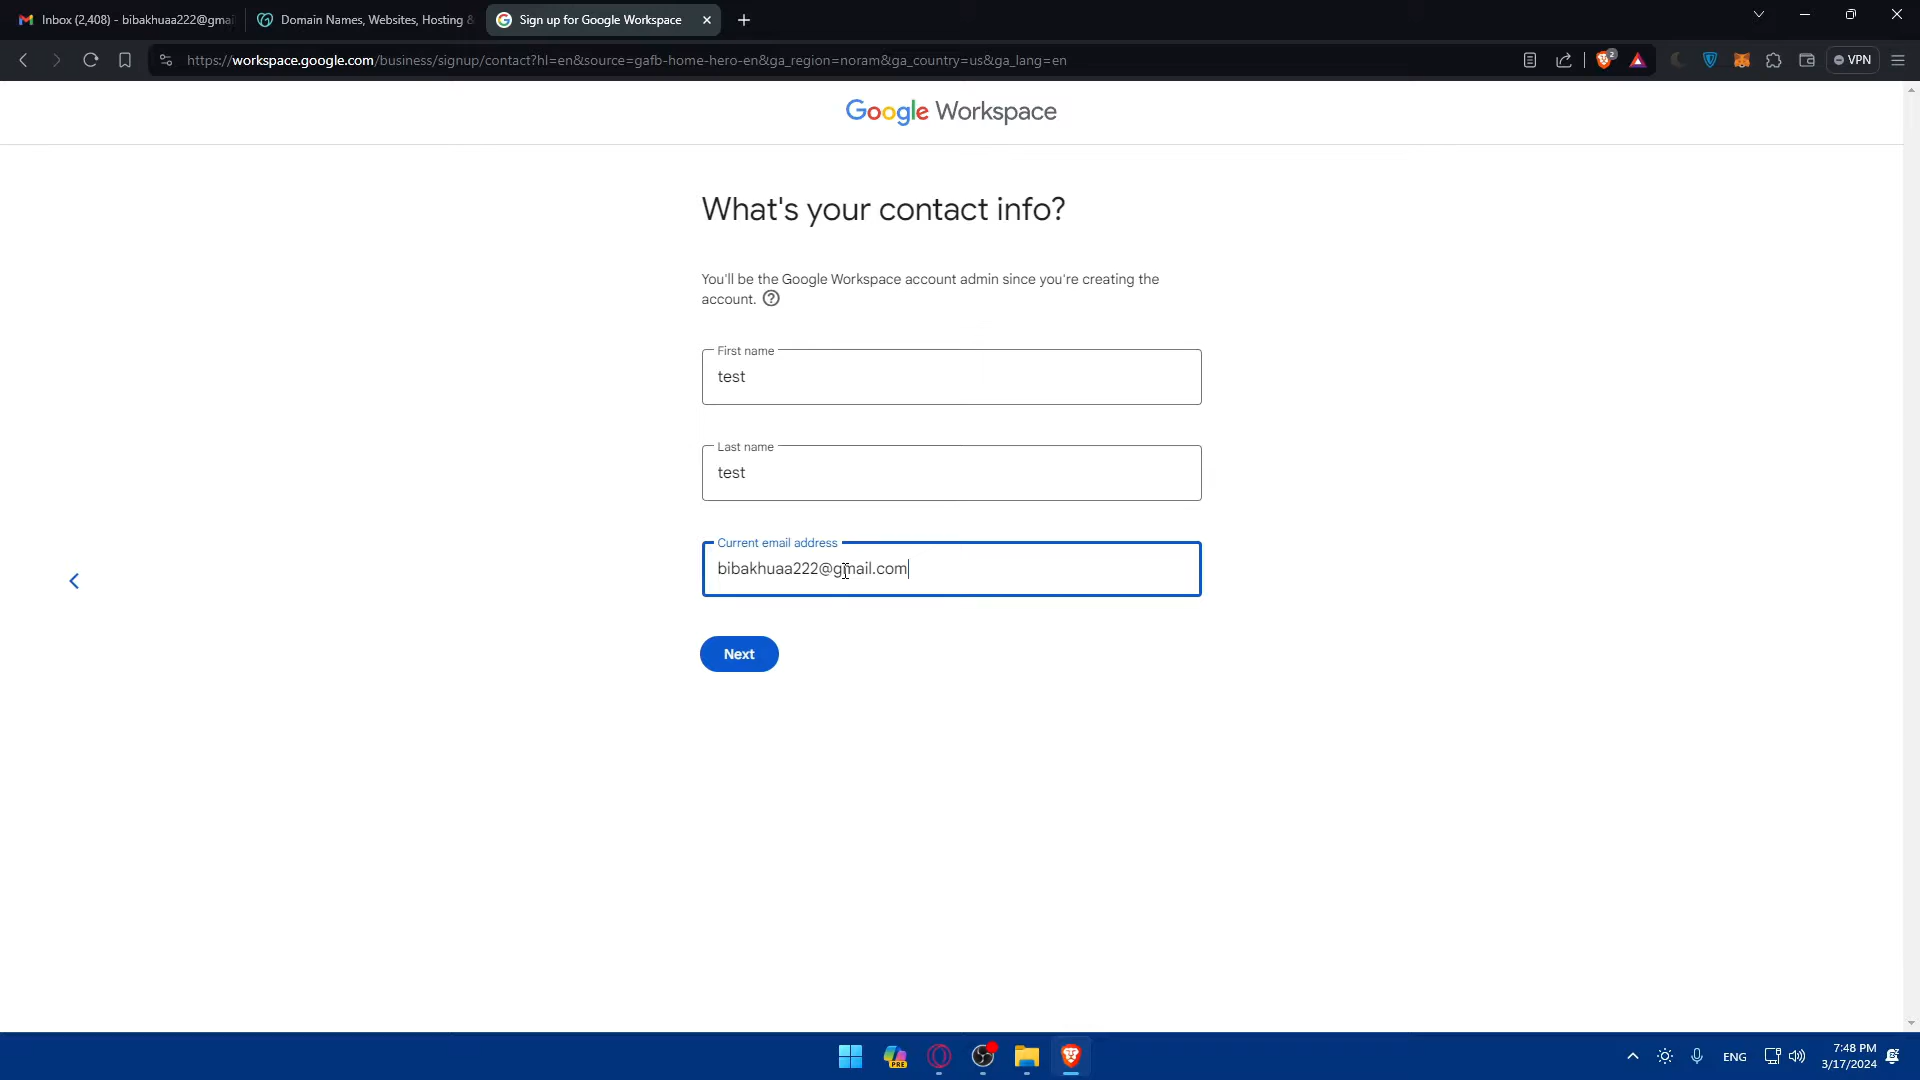 Inbox (2,408) - bibakhuaa222@gmai
Domain Names, Websites, Hosting &
Sign up for Google Workspace
https://workspace.google.com/business/signup/contact?hl=en&source=gafb-home-hero-en&ga_region=noram&ga_country=us&ga_lang=en
2
VPN
Google Workspace
What's your contact info?
You'll be the Google Workspace account admin since you're creating the
account.
First name
test
Last name
test
Current email address
bibakhuaa222@gmail.com
Next
PRE
ENG
7:48 PM
3/17/2024